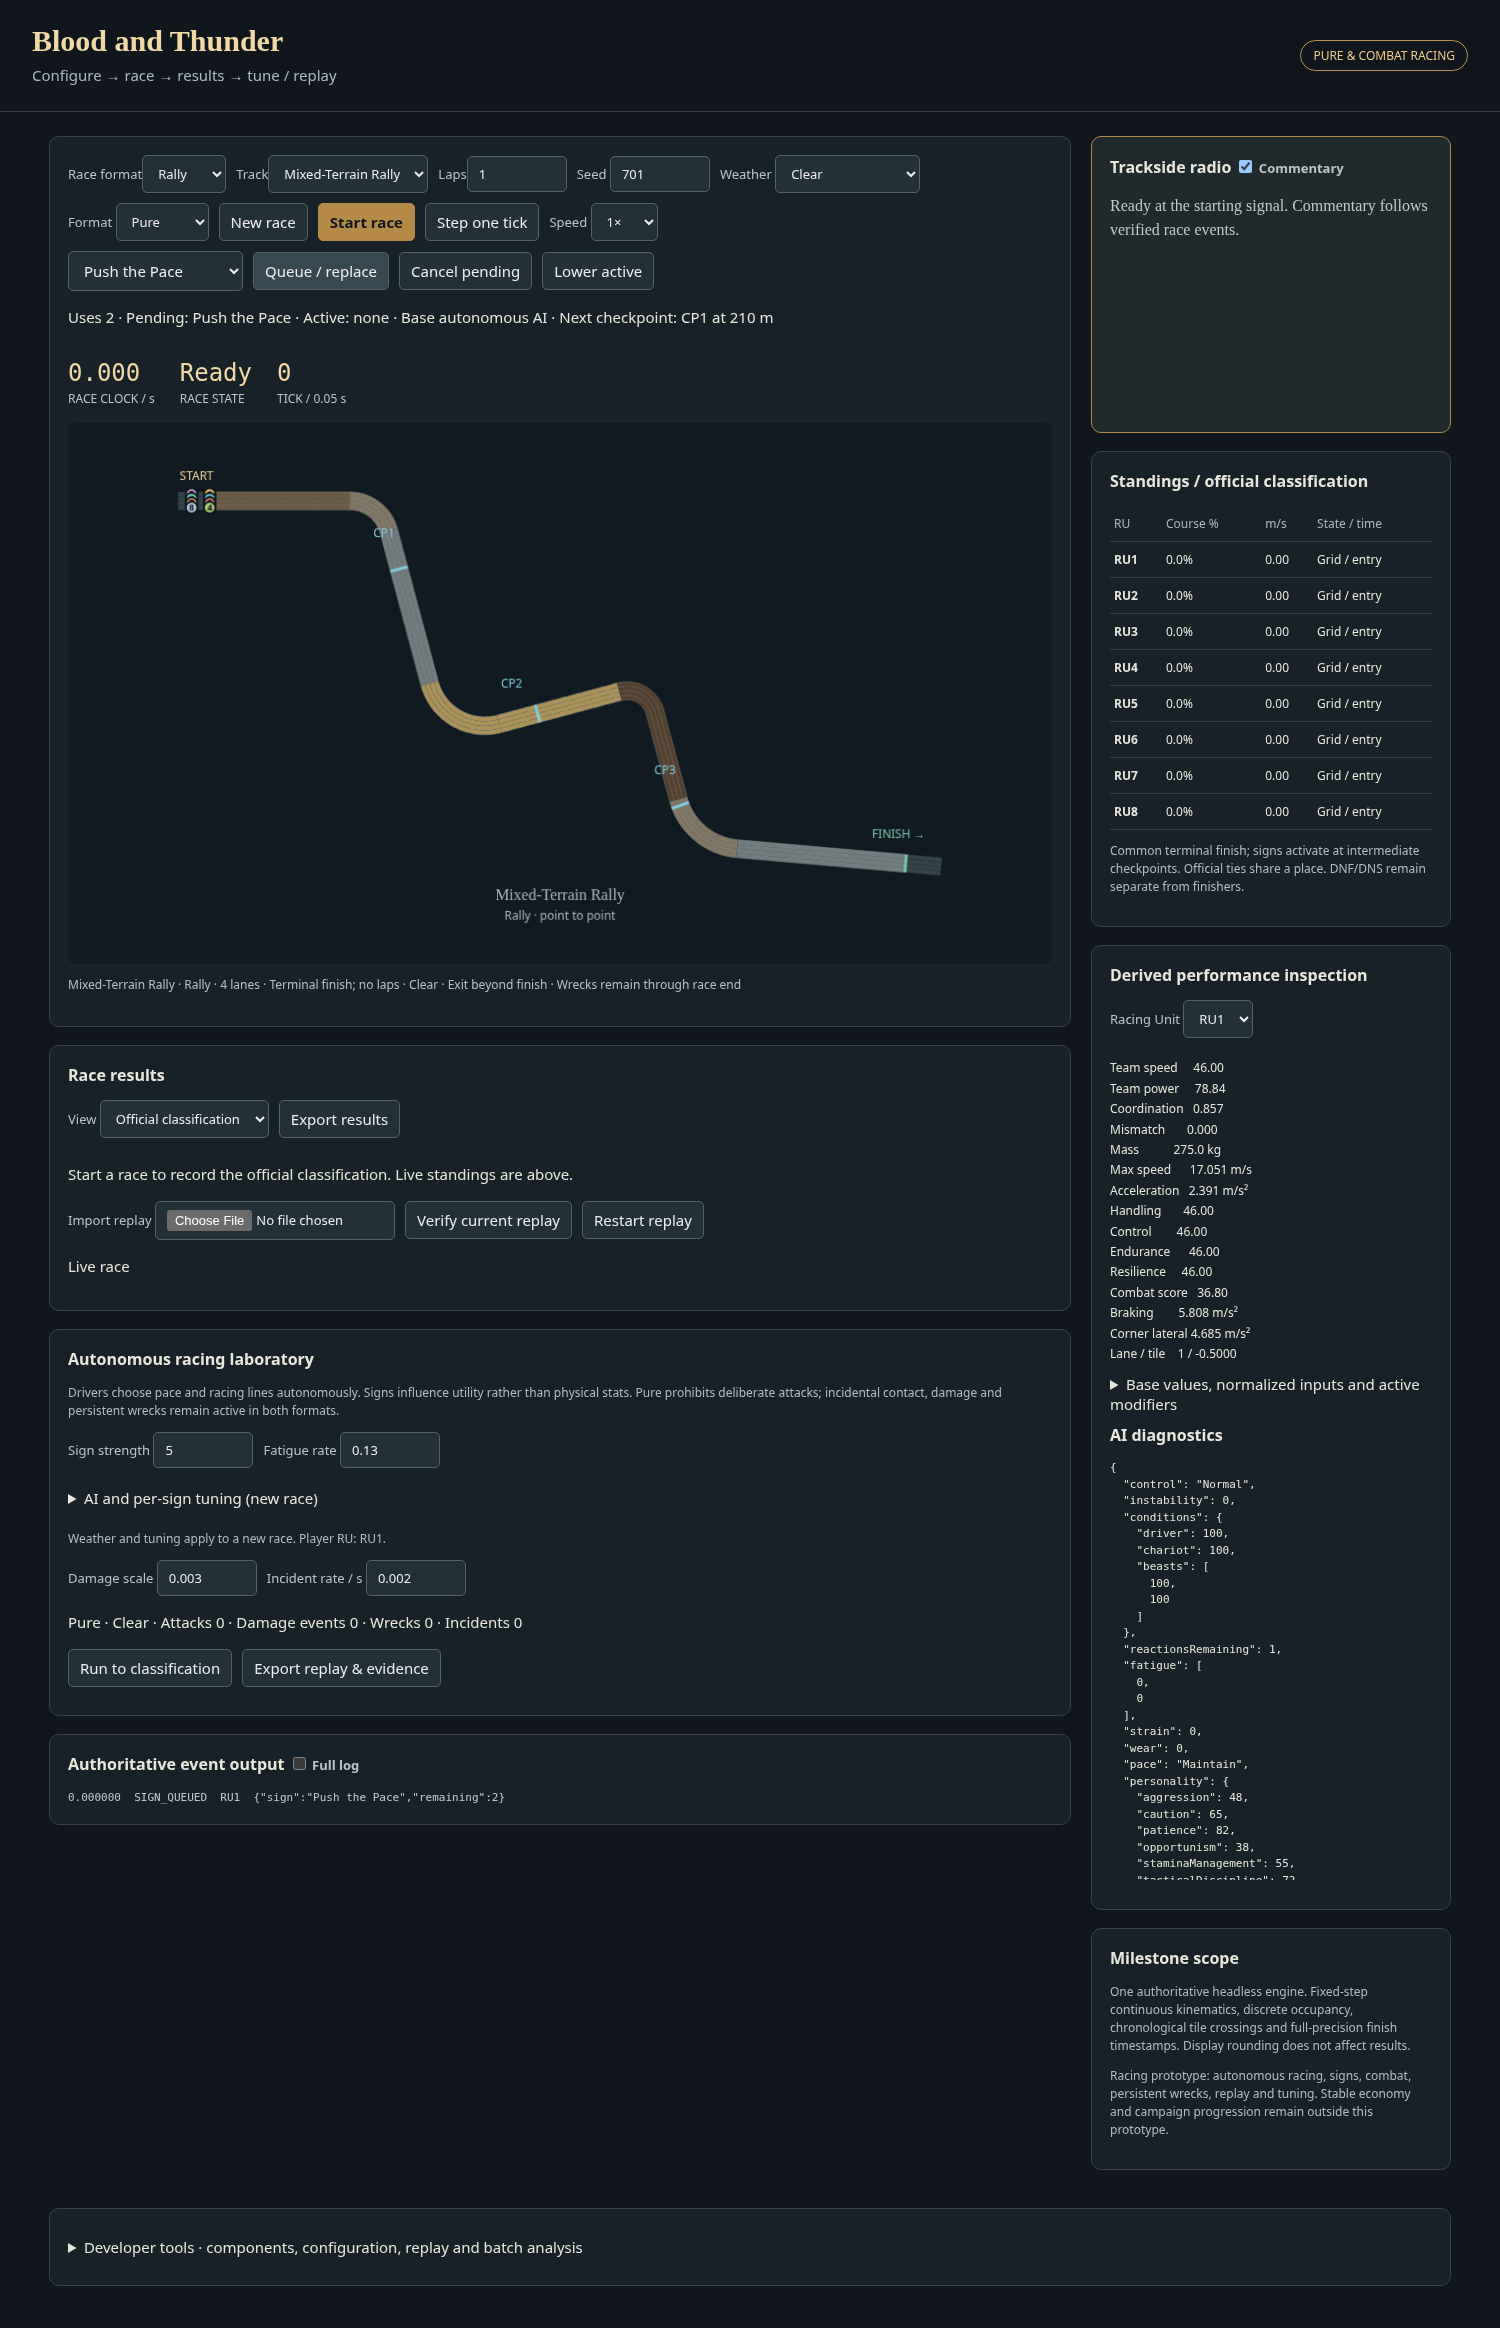 Blood and Thunder
Configure → race → results → tune / replay
PURE & COMBAT RACING
Race format Rally Track Mixed-Terrain Rally Laps 1 Seed 701 Weather Clear
Format Pure New race Start race Step one tick Speed 1×
Push the Pace Queue / replace Cancel pending Lower active
Uses 2 · Pending: Push the Pace · Active: none · Base autonomous AI · Next checkpoint: CP1 at 210 m
0.000 Ready 0
RACE CLOCK / s RACE STATE TICK / 0.05 s
START
8 4
CP1
CP2
CP3
FINISH →
Mixed-Terrain Rally
Rally · point to point
Mixed-Terrain Rally · Rally · 4 lanes · Terminal finish; no laps · Clear · Exit beyond finish · Wrecks remain through race end
Race results
View Official classification Export results
Start a race to record the official classification. Live standings are above.
Import replay Choose File No file chosen Verify current replay Restart replay
Live race
Autonomous racing laboratory
Drivers choose pace and racing lines autonomously. Signs influence utility rather than physical stats. Pure prohibits deliberate attacks; incidental contact, damage and
persistent wrecks remain active in both formats.
Sign strength 5 Fatigue rate 0.13
▶ AI and per-sign tuning (new race)
Weather and tuning apply to a new race. Player RU: RU1.
Damage scale 0.003 Incident rate / s 0.002
Pure · Clear · Attacks 0 · Damage events 0 · Wrecks 0 · Incidents 0
Run to classification Export replay & evidence
Authoritative event output Full log
0.000000 SIGN_QUEUED RU1 {"sign":"Push the Pace","remaining":2}
Trackside radio Commentary
Ready at the starting signal. Commentary follows
verified race events.
Standings / official classification
RU Course % m/s State / time
RU1 0.0% 0.00 Grid / entry
RU2 0.0% 0.00 Grid / entry
RU3 0.0% 0.00 Grid / entry
RU4 0.0% 0.00 Grid / entry
RU5 0.0% 0.00 Grid / entry
RU6 0.0% 0.00 Grid / entry
RU7 0.0% 0.00 Grid / entry
RU8 0.0% 0.00 Grid / entry
Common terminal finish; signs activate at intermediate
checkpoints. Official ties share a place. DNF/DNS remain
separate from finishers.
Derived performance inspection
Racing Unit RU1
Team speed 46.00
Team power 78.84
Coordination 0.857
Mismatch 0.000
Mass 275.0 kg
Max speed 17.051 m/s
Acceleration 2.391 m/s²
Handling 46.00
Control 46.00
Endurance 46.00
Resilience 46.00
Combat score 36.80
Braking 5.808 m/s²
Corner lateral 4.685 m/s²
Lane / tile 1 / -0.5000
▶ Base values, normalized inputs and active
modifiers
AI diagnostics
{
"control": "Normal",
"instability": 0,
"conditions": {
"driver": 100,
"chariot": 100,
"beasts": [
100,
100
]
},
"reactionsRemaining": 1,
"fatigue": [
0,
0
],
"strain": 0,
"wear": 0,
"pace": "Maintain",
"personality": {
"aggression": 48,
"caution": 65,
"patience": 82,
"opportunism": 38,
"staminaManagement": 55,
"tacticalDiscipline": 72
Milestone scope
One authoritative headless engine. Fixed-step
continuous kinematics, discrete occupancy,
chronological tile crossings and full-precision finish
timestamps. Display rounding does not affect results.
Racing prototype: autonomous racing, signs, combat,
persistent wrecks, replay and tuning. Stable economy
and campaign progression remain outside this
prototype.
▶ Developer tools · components, configuration, replay and batch analysis